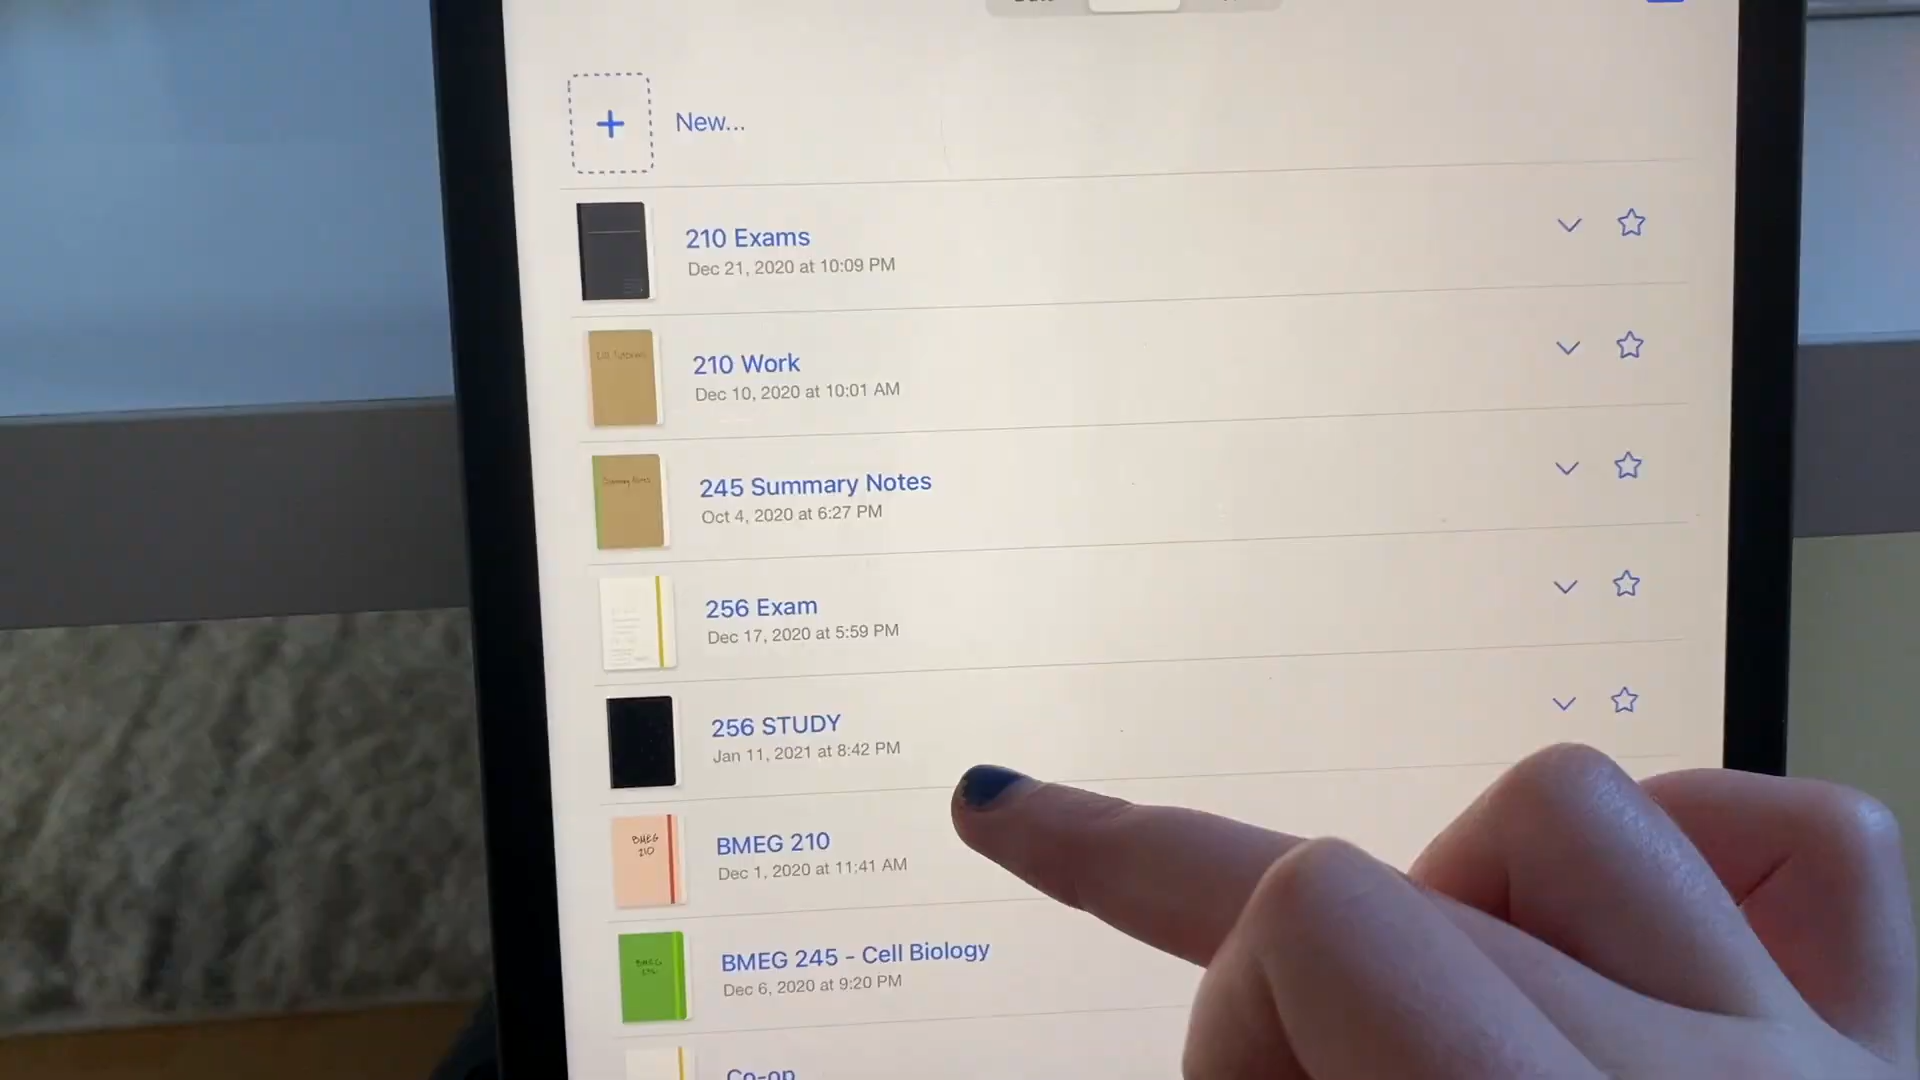 New...
210 Exams
Dec 21, 2020 at 10:09 PM
210 Work
Dec 10, 2020 at 10:01 AM
245 Summary Notes
Oct 4, 2020 at 6:27 PM
Summary Notes
256 Exam
Dec 17, 2020 at 5:59 PM
256 STUDY
Jan 11, 2021 at 8:42 PM
BMEG
210
BMEG 210
Dec 1, 2020 at 11:41 AM
BMEG
BMEG 245 - Cell Biology
Dec 6, 2020 at 9:20 PM
Co-op